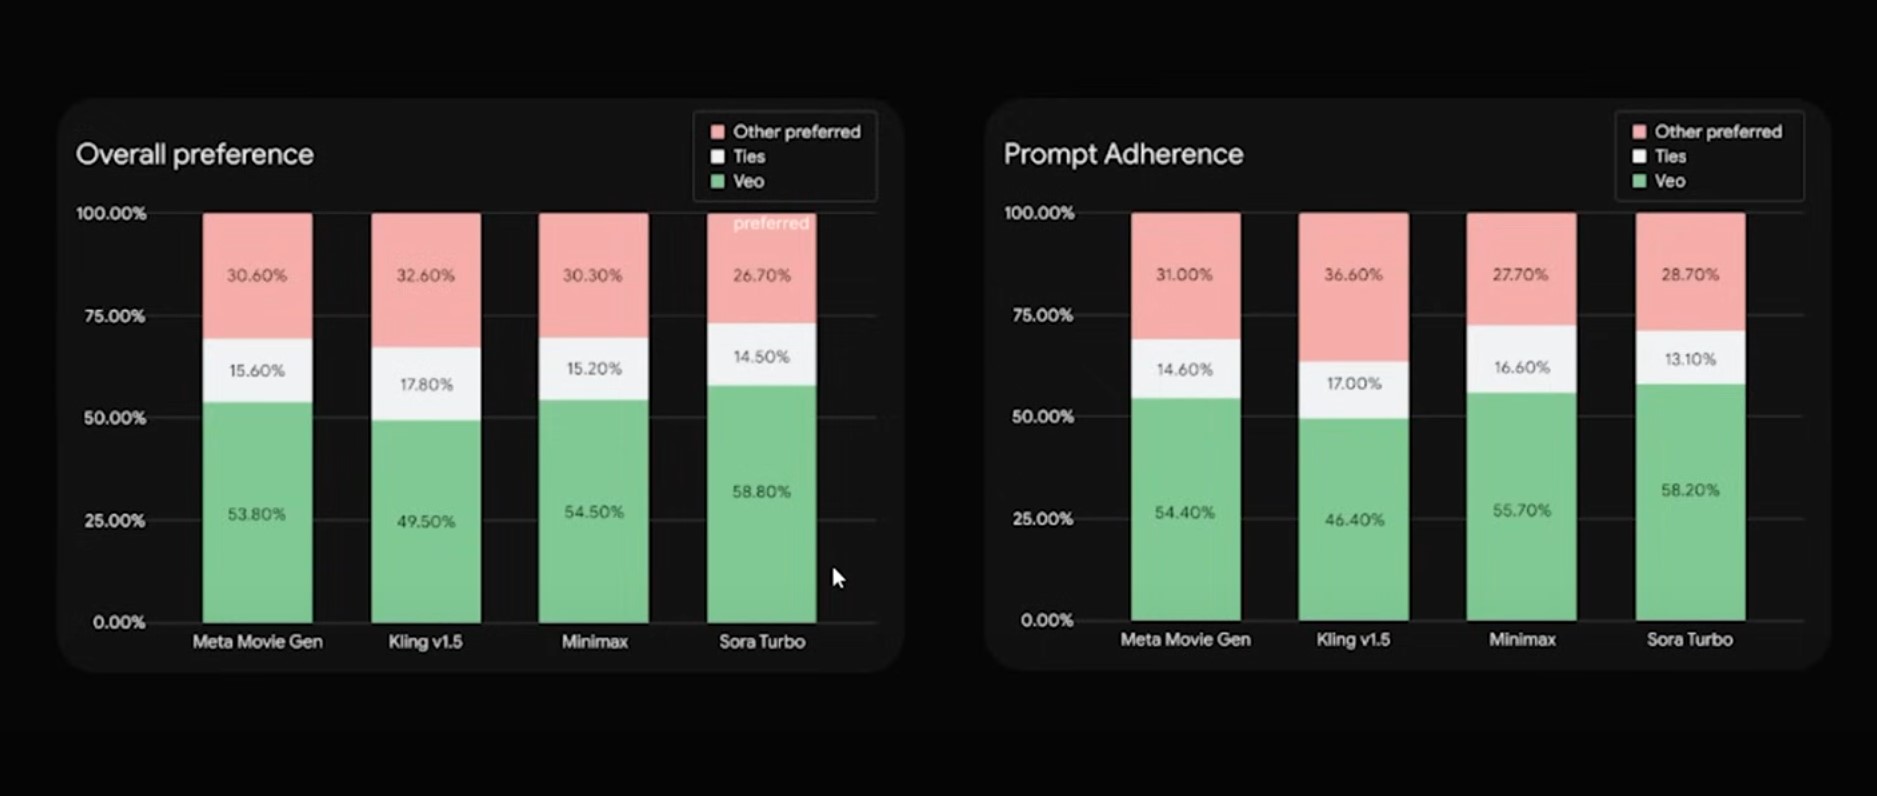 Overall preference
Other preferred
Ties
Veo
preferred
100.00%
75.00%
50.00%
25.00%
0.00%
30.60%
32.60%
30.30%
26.70%
15.60%
17.80%
15.20%
14.50%
53.80%
49.50%
54.50%
58.80%
Meta Movie Gen
Kling v1.5
Minimax
Sora Turbo
Prompt Adherence
Other preferred
Ties
Veo
100.00%
75.00%
50.00%
25.00%
0.00%
31.00%
36.60%
27.70%
28.70%
14.60%
17.00%
16.60%
13.10%
54.40%
46.40%
55.70%
58.20%
Meta Movie Gen
Kling v1.5
Minimax
Sora Turbo